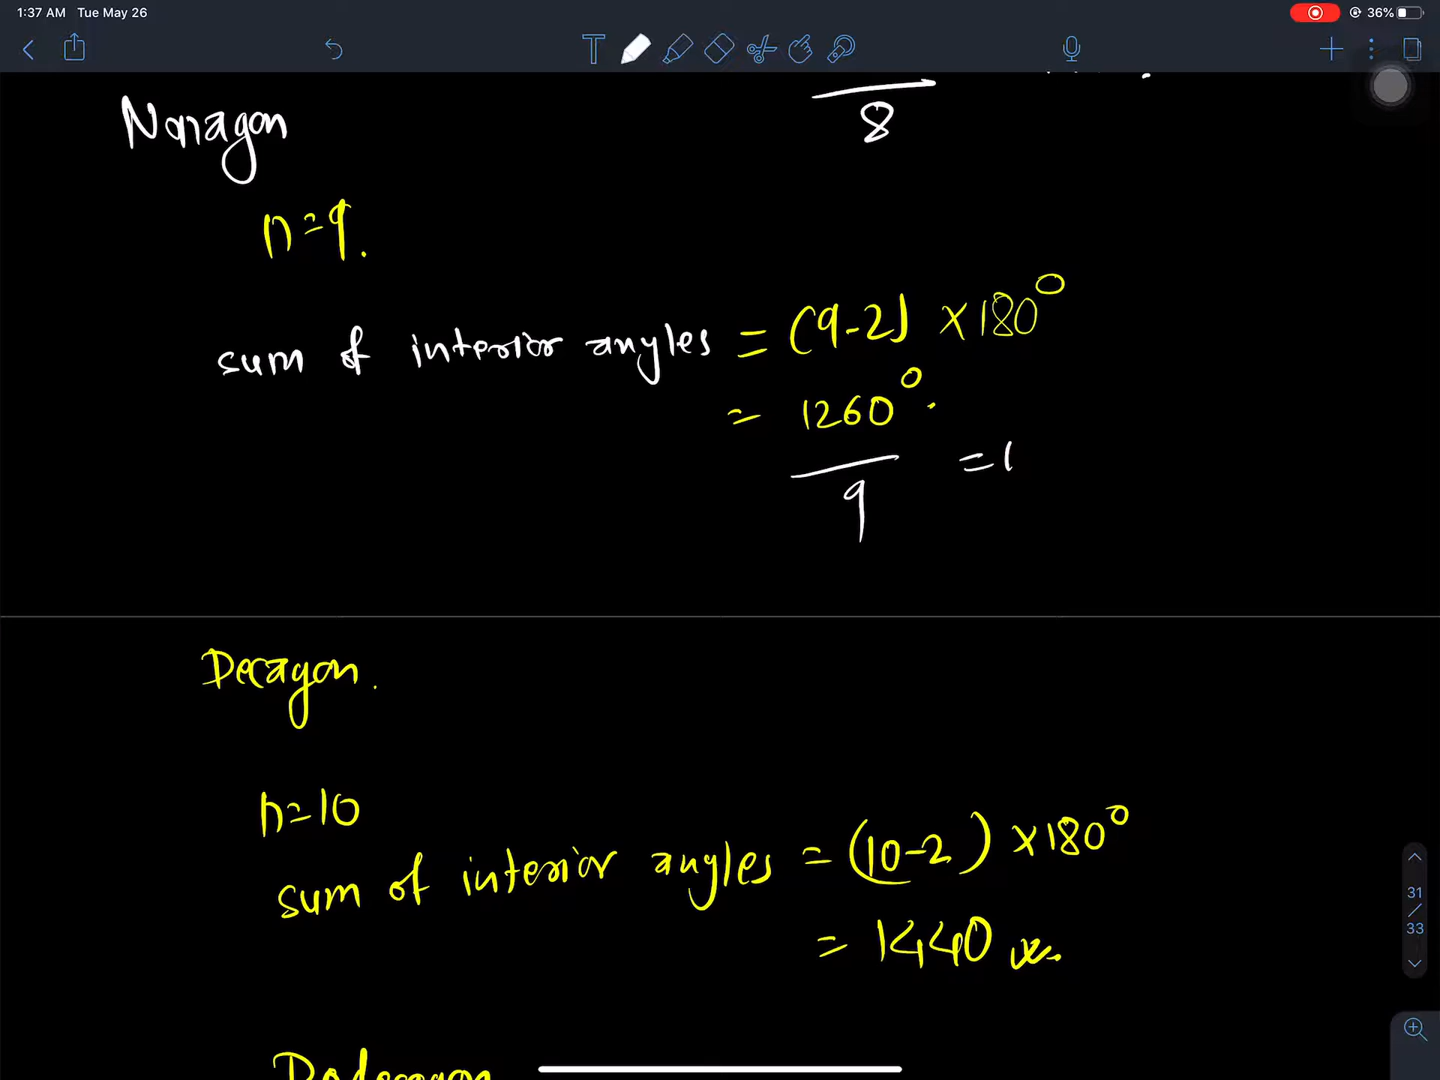 1:37 AM Tue May 26
36%
8
Nonagon
n=9.
sum of interior angles = (9-2) ×180°
= 1260°.
9
=1
Decagon.
n=10
sum of interior angles = (10-2) ×180°
= 1440
31
/
33